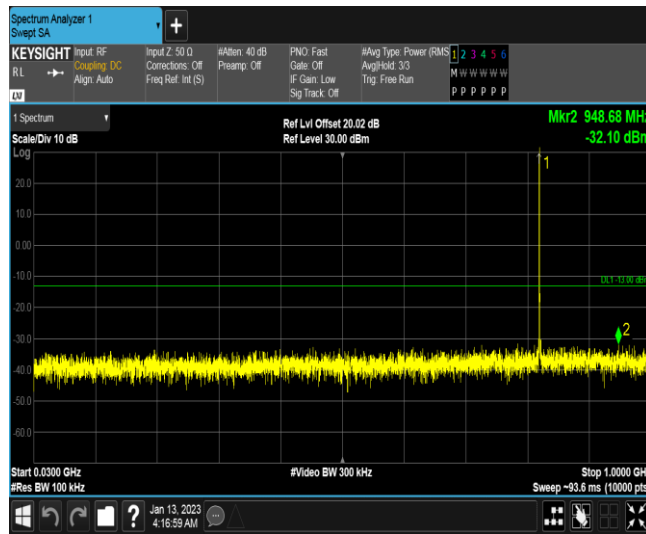 Spectrum Analyzer 1
Swept SA
+
KEYSIGHT Input: RF Input Z: 50 Ω #Atten: 40 dB PNO: Fast #Avg Type: Power (RMS 1 2 3 4 5 6
RL Coupling: DC Corrections: Off Preamp: Off Gate: Off Avg|Hold: 3/3 M W W W W W
Align: Auto Freq Ref: Int (S) IF Gain: Low Trig: Free Run
LXI Sig Track: Off P P P P P P
1 Spectrum Ref Lvl Offset 20.02 dB Mkr2 948.68 MHz
Scale/Div 10 dB Ref Level 30.00 dBm -32.10 dBm
Log
1
20.0
10.0
0.00
-10.0
DL1 -13.00 dBm
-20.0
-30.0
2
-40.0
-50.0
-60.0
Start 0.0300 GHz #Video BW 300 kHz Stop 1.0000 GHz
#Res BW 100 kHz Sweep ~93.6 ms (10000 pts
? Jan 13, 2023
4:16:59 AM